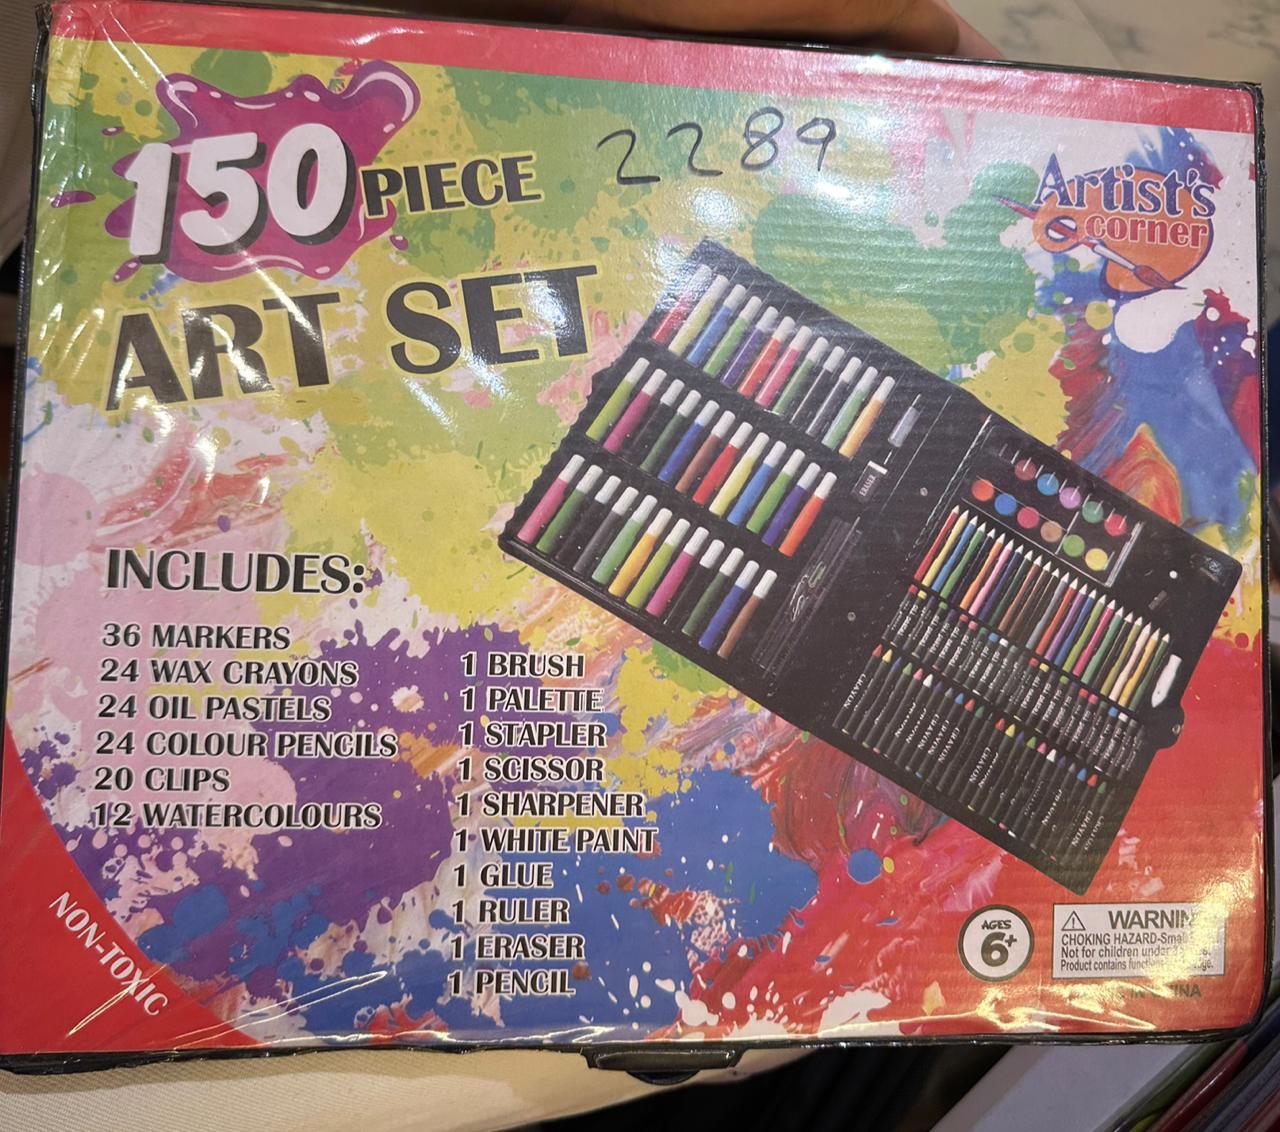 150 PIECE
ART SET
2289
Artist's
corner
INCLUDES:
36 MARKERS
24 WAX CRAYONS
24 OIL PASTELS
24 COLOUR PENCILS
20 CLIPS
12 WATERCOLOURS
1 BRUSH
1 PALETTE
1 STAPLER
1 SCISSOR
1 SHARPENER
1 WHITE PAINT
1 GLUE
1 RULER
1 ERASER
1 PENCIL
NON-TOXIC
ERASER
CRAYON
AGES
6+
WARNIN
CHOKING HAZARD-Small
Not for children under
Product contains
IN